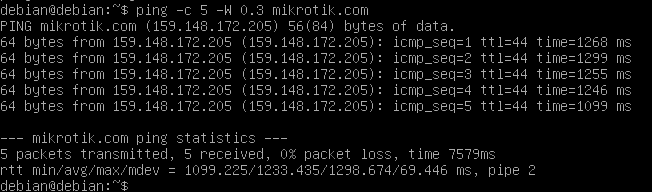 debian@debian:~$ ping -c 5 -W 0.3 mikrotik.com
PING mikrotik.com (159.148.172.205) 56(84) bytes of data.
64 bytes from 159.148.172.205 (159.148.172.205): icmp_seq=1 ttl=44 time=1268 ms
64 bytes from 159.148.172.205 (159.148.172.205): icmp_seq=2 ttl=44 time=1299 ms
64 bytes from 159.148.172.205 (159.148.172.205): icmp_seq=3 ttl=44 time=1255 ms
64 bytes from 159.148.172.205 (159.148.172.205): icmp_seq=4 ttl=44 time=1246 ms
64 bytes from 159.148.172.205 (159.148.172.205): icmp_seq=5 ttl=44 time=1099 ms
--- mikrotik.com ping statistics ---
5 packets transmitted, 5 received, 0% packet loss, time 7579ms
rtt min/avg/max/mdev = 1099.225/1233.435/1298.674/69.446 ms, pipe 2
debian@debian:~$